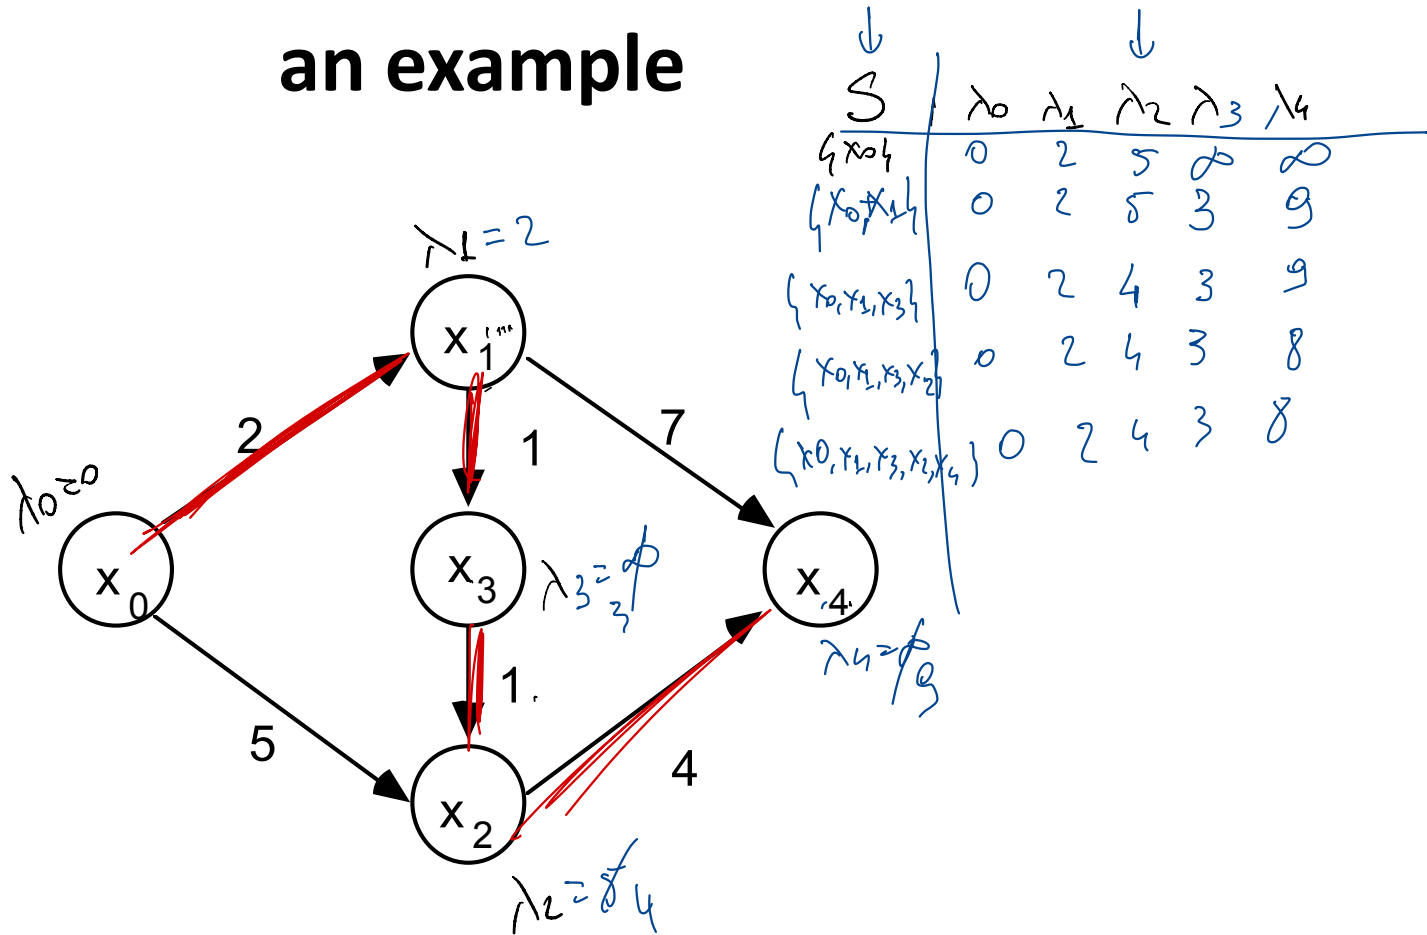 an example
S λ0 λ1 λ2 λ3 λ4
{x0} 0 2 5 ∞ ∞
{x0,x1} 0 2 5 3 9
{x0,x1,x3} 0 2 4 3 9
{x0,x1,x3,x2} 0 2 4 3 8
{x0,x1,x3,x2,x4} 0 2 4 3 8
λ1=2
x1
2
1
7
λ0=0
x0
x3
λ3=∞
3
x4
λ4=∞
9
5
1
4
x2
λ2=5 4